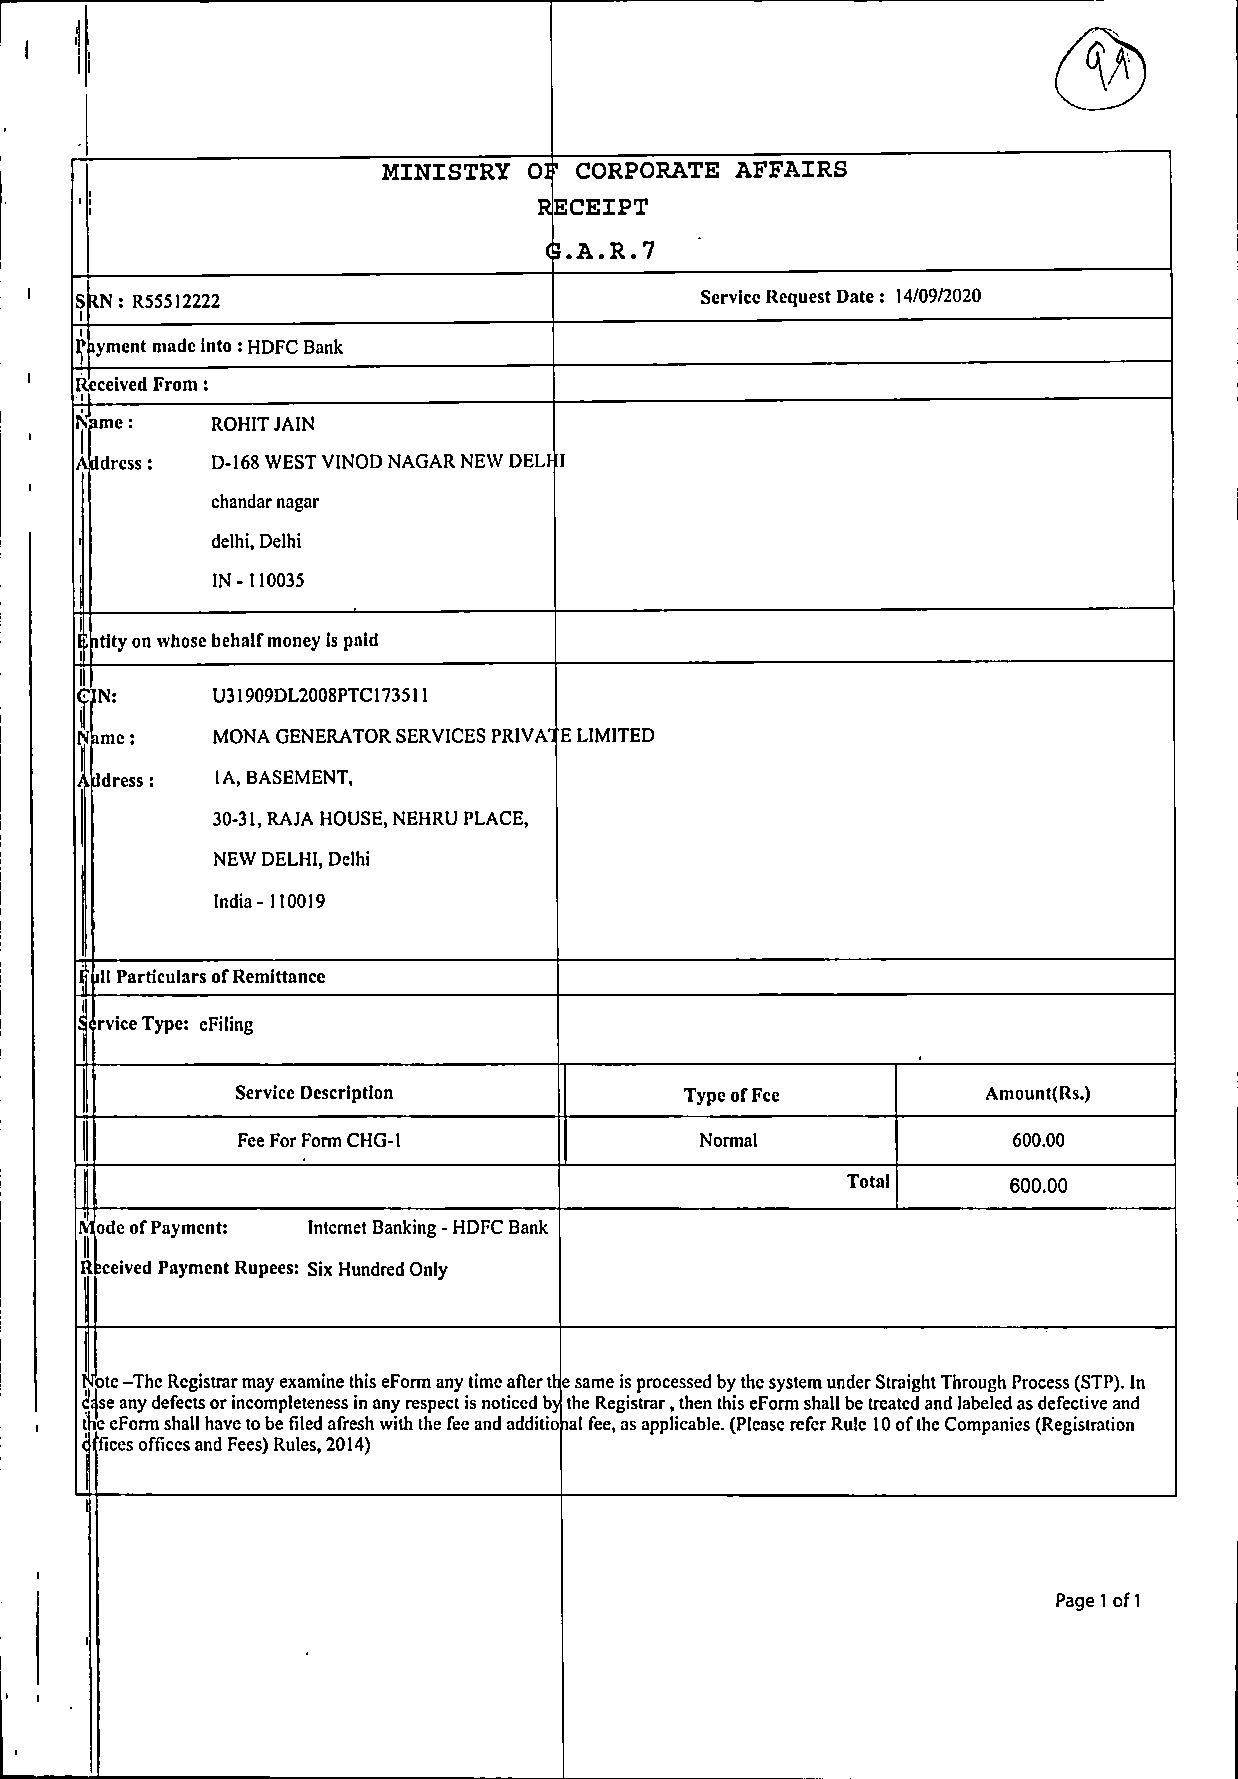 MINISTRY OF CORPORATE AFFAIRS
RECEIPT
G.A.R.7
SRN : R55512222 Service Request Date : 14/09/2020
Payment made into : HDFC Bank
Received From :
Name : ROHIT JAIN
Address : D-168 WEST VINOD NAGAR NEW DELHI
chandar nagar
delhi, Delhi
IN - 110035
Entity on whose behalf money is paid
CIN: U31909DL2008PTC173511
Name : MONA GENERATOR SERVICES PRIVATE LIMITED
Address : 1A, BASEMENT,
30-31, RAJA HOUSE, NEHRU PLACE,
NEW DELHI, Delhi
India - 110019
Full Particulars of Remittance
Service Type: eFiling
Service Description Type of Fee Amount(Rs.)
Fee For Form CHG-1 Normal 600.00
Total 600.00
Mode of Payment: Internet Banking - HDFC Bank
Received Payment Rupees: Six Hundred Only
Note –The Registrar may examine this eForm any time after the same is processed by the system under Straight Through Process (STP). In
case any defects or incompleteness in any respect is noticed by the Registrar , then this eForm shall be treated and labeled as defective and
the eForm shall have to be filed afresh with the fee and additional fee, as applicable. (Please refer Rule 10 of the Companies (Registration
offices offices and Fees) Rules, 2014)
Page 1 of 1